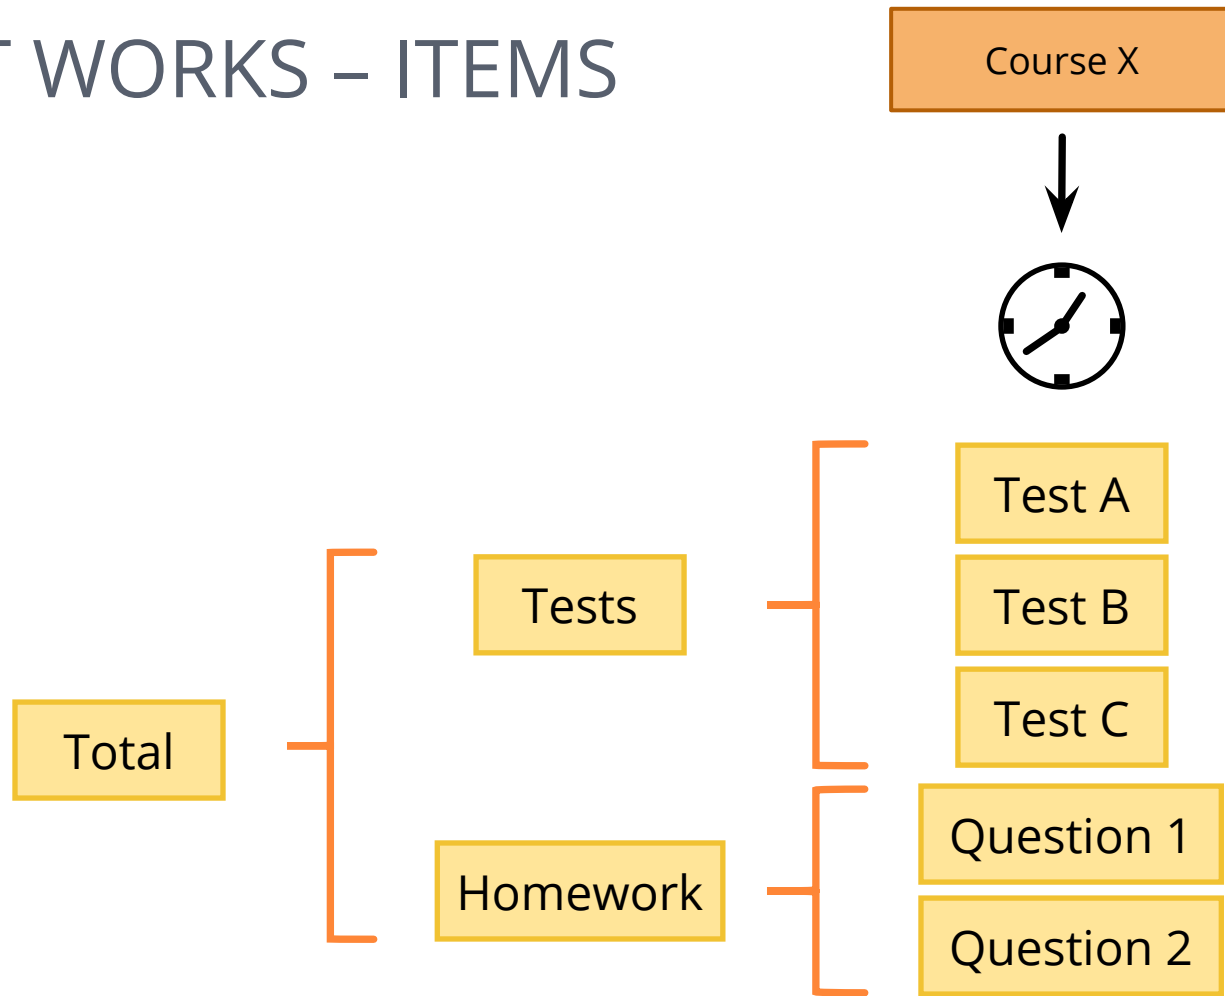 T WORKS – ITEMS
Course X
Test A
Test B
Tests
Test C
Total
Question 1
Homework
Question 2